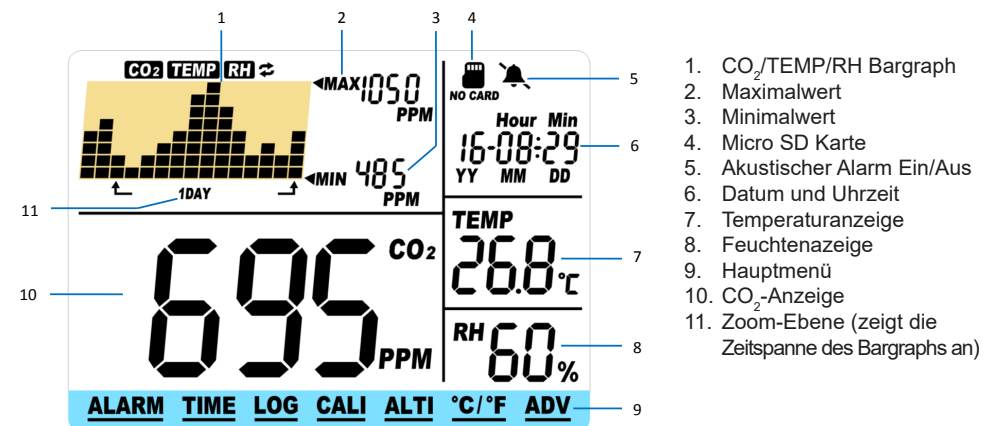 1 2 3 4
CO2 TEMP RH
MAX 1050
PPM
NO CARD
5
Hour Min
16-08:29
YY MM DD
6
MIN 485
PPM
1DAY
11
TEMP
26.8 °C
7
CO2
695
PPM
10
RH
60 %
8
ALARM TIME LOG CALI ALTI °C/°F ADV
9
1. CO2/TEMP/RH Bargraph
2. Maximalwert
3. Minimalwert
4. Micro SD Karte
5. Akustischer Alarm Ein/Aus
6. Datum und Uhrzeit
7. Temperaturanzeige
8. Feuchtenazeige
9. Hauptmenü
10. CO2-Anzeige
11. Zoom-Ebene (zeigt die
Zeitspanne des Bargraphs an)